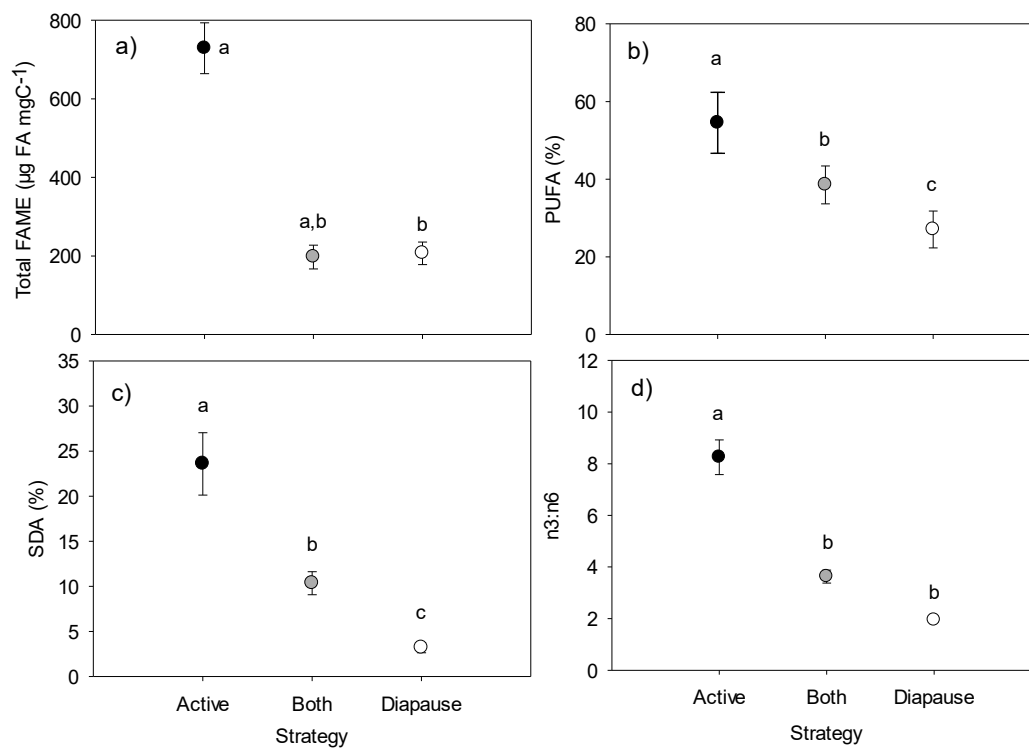 a)
Total FAME (µg FA mgC⁻¹)
800
600
400
200
0
a
a,b
b
b)
PUFA (%)
80
60
40
20
0
a
b
c
c)
SDA (%)
35
30
25
20
15
10
5
0
a
b
c
Active Both Diapause
Strategy
d)
n3:n6
12
10
8
6
4
2
0
a
b
b
Active Both Diapause
Strategy